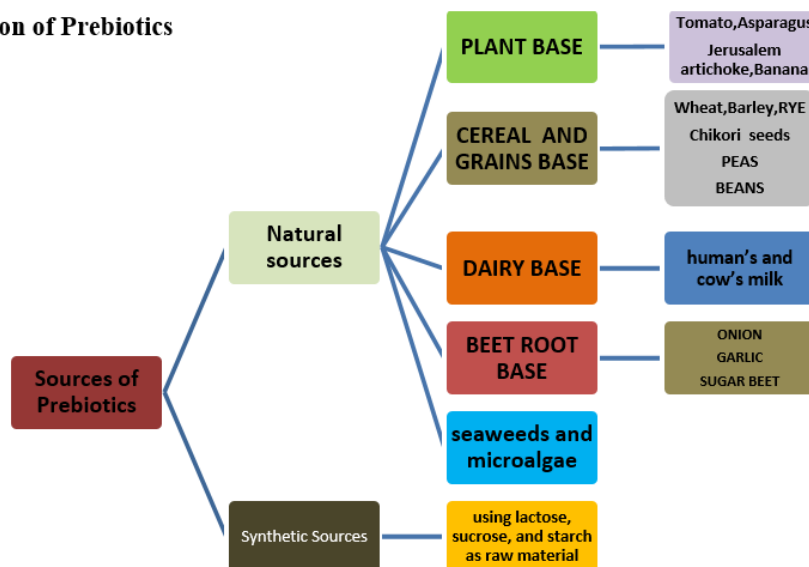 on of Prebiotics
PLANT BASE
Tomato,Asparagus
Jerusalem
artichoke,Banana
CEREAL AND
GRAINS BASE
Wheat,Barley,RYE
Chikori seeds
PEAS
BEANS
Natural
sources
DAIRY BASE
human's and
cow's milk
BEET ROOT
BASE
ONION
GARLIC
SUGAR BEET
Sources of
Prebiotics
seaweeds and
microalgae
Synthetic Sources
using lactose,
sucrose, and starch
as raw material